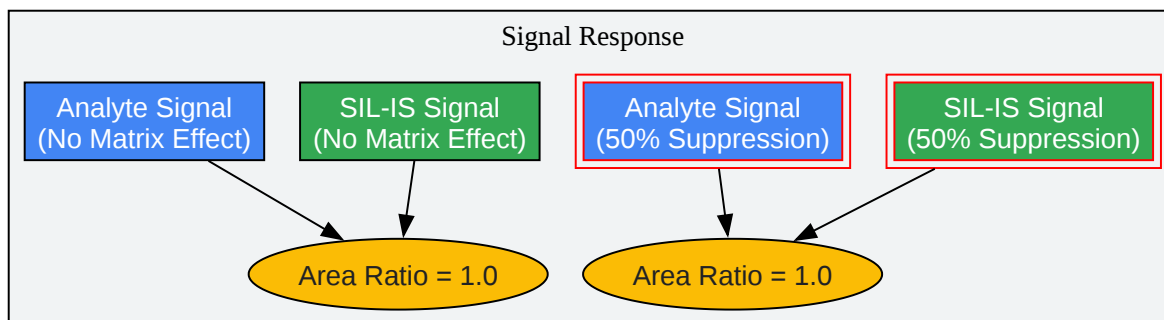 Signal Response
Analyte Signal
(No Matrix Effect)
SIL-IS Signal
(No Matrix Effect)
Analyte Signal
(50% Suppression)
SIL-IS Signal
(50% Suppression)
Area Ratio = 1.0
Area Ratio = 1.0